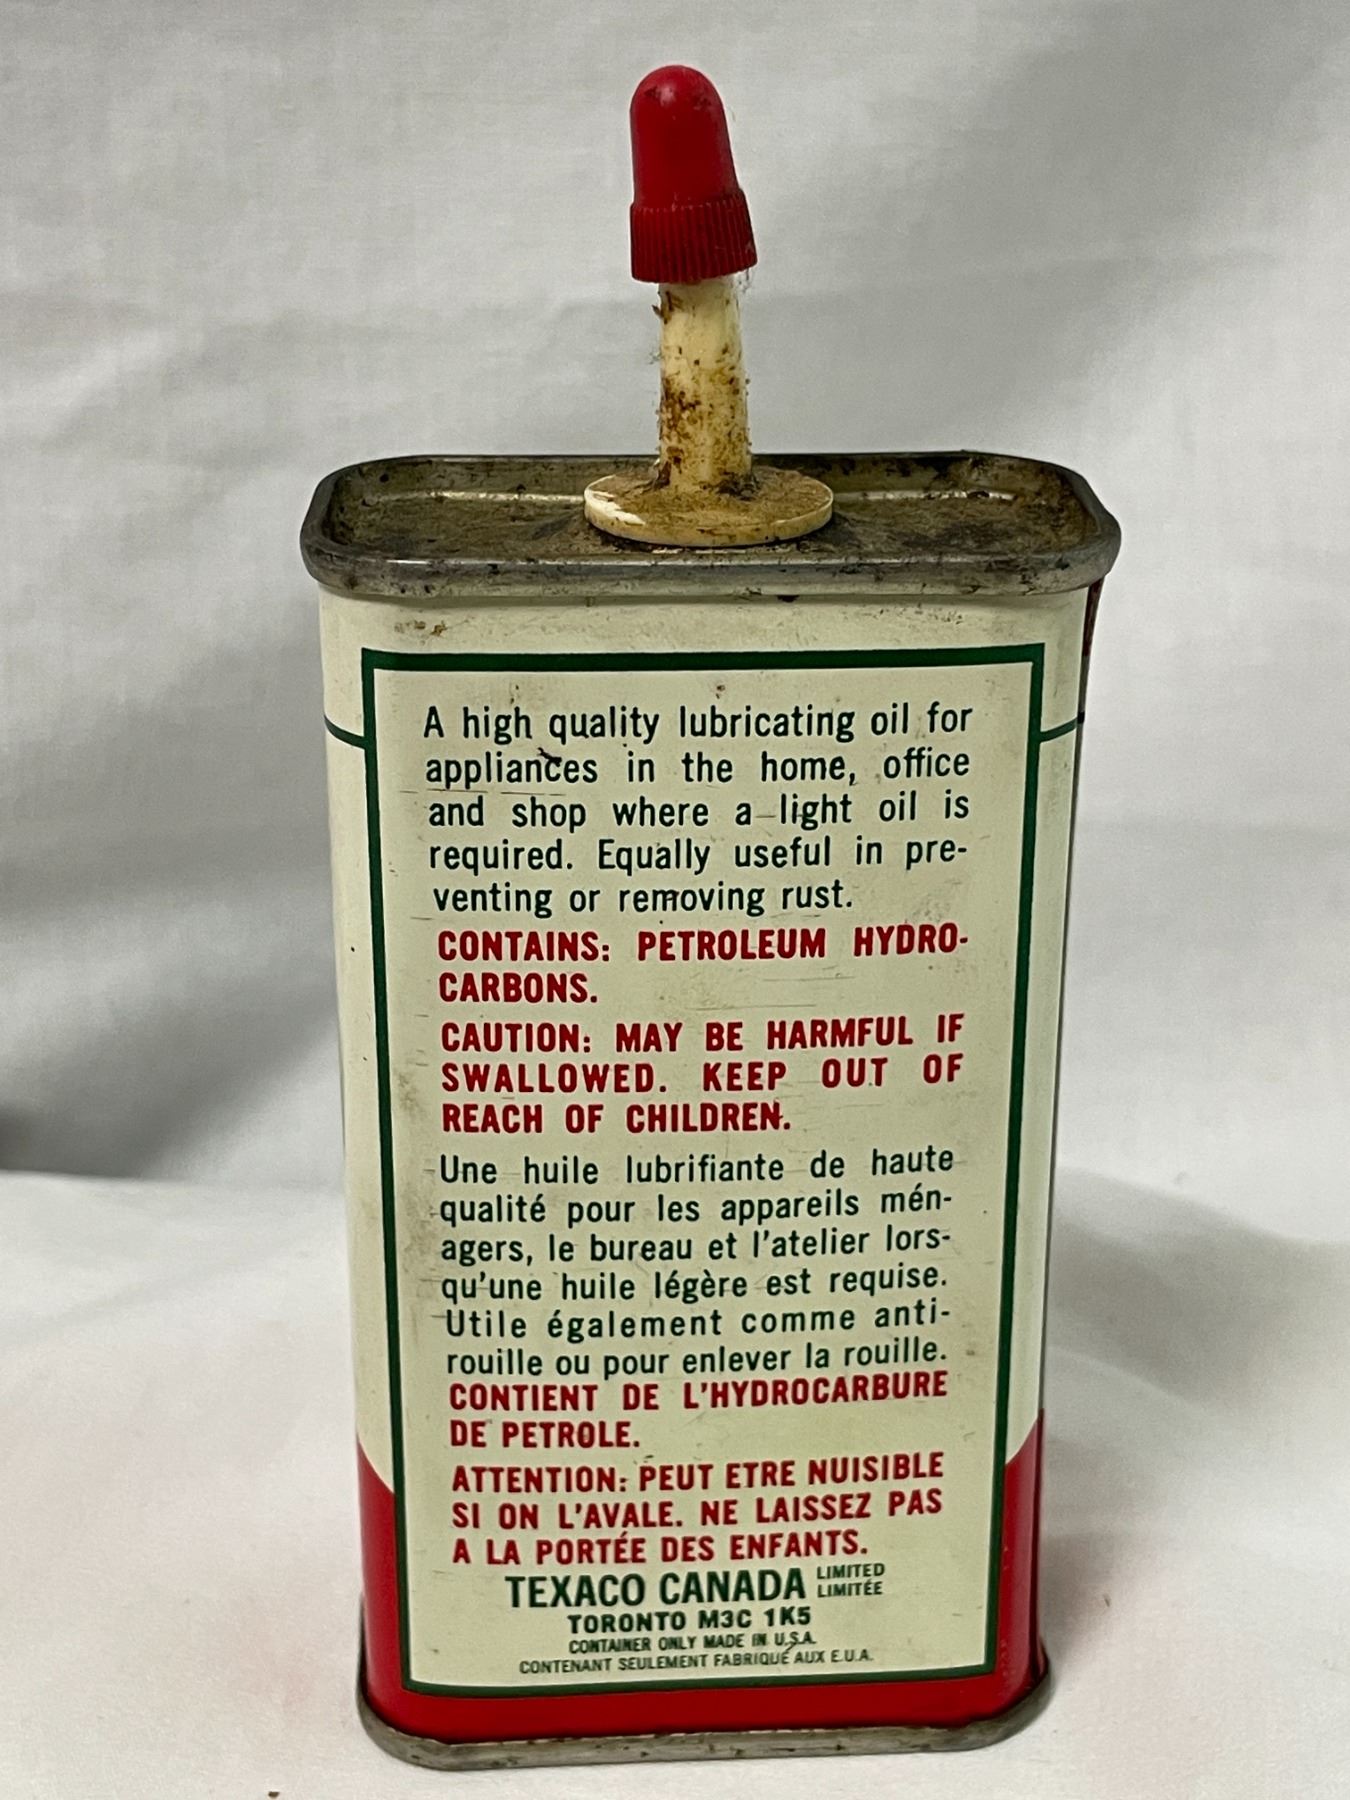 A high quality lubricating oil for
appliances in the home, office
and shop where a light oil is
required. Equally useful in pre-
venting or removing rust.
CONTAINS: PETROLEUM HYDRO-
CARBONS.
CAUTION: MAY BE HARMFUL IF
SWALLOWED. KEEP OUT OF
REACH OF CHILDREN.
Une huile lubrifiante de haute
qualité pour les appareils mén-
agers, le bureau et l'atelier lors-
qu'une huile légère est requise.
Utile également comme anti-
rouille ou pour enlever la rouille.
CONTIENT DE L'HYDROCARBURE
DE PETROLE.
ATTENTION: PEUT ETRE NUISIBLE
SI ON L'AVALE. NE LAISSEZ PAS
A LA PORTÉE DES ENFANTS.
TEXACO CANADA LIMITED
LIMITÉE
TORONTO M3C 1K5
CONTAINER ONLY MADE IN U.S.A.
CONTENANT SEULEMENT FABRIQUÉ AUX E.U.A.